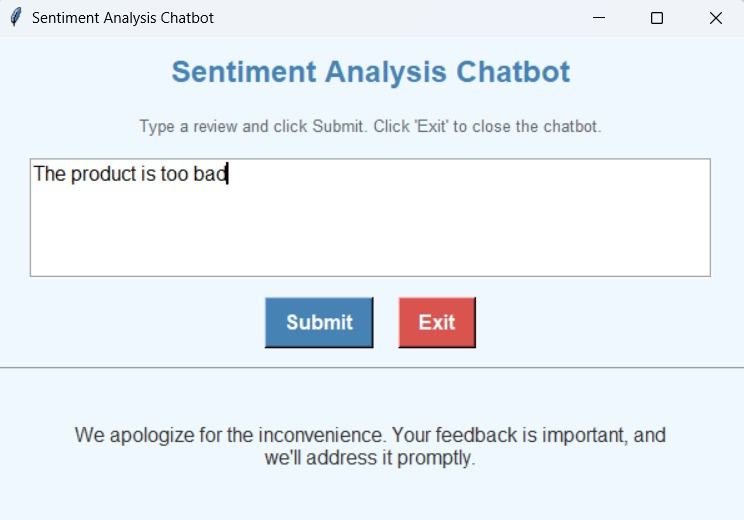 Sentiment Analysis Chatbot
Sentiment Analysis Chatbot
Type a review and click Submit. Click 'Exit' to close the chatbot.
The product is too bad
Submit
Exit
We apologize for the inconvenience. Your feedback is important, and
we'll address it promptly.